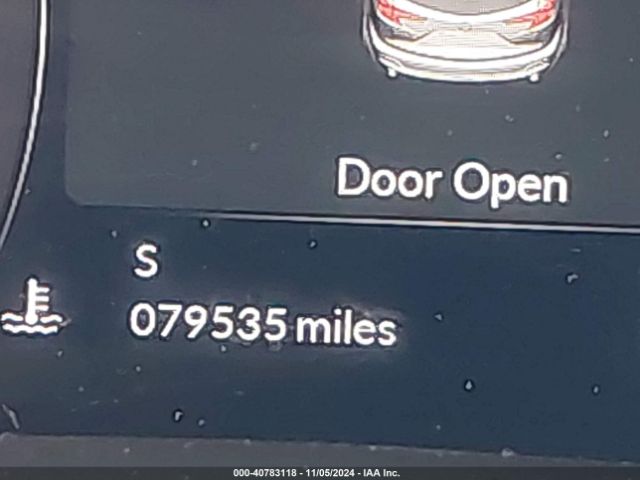 Door Open
S
079535 miles
000-40783118 - 11/05/2024 - IAA Inc.